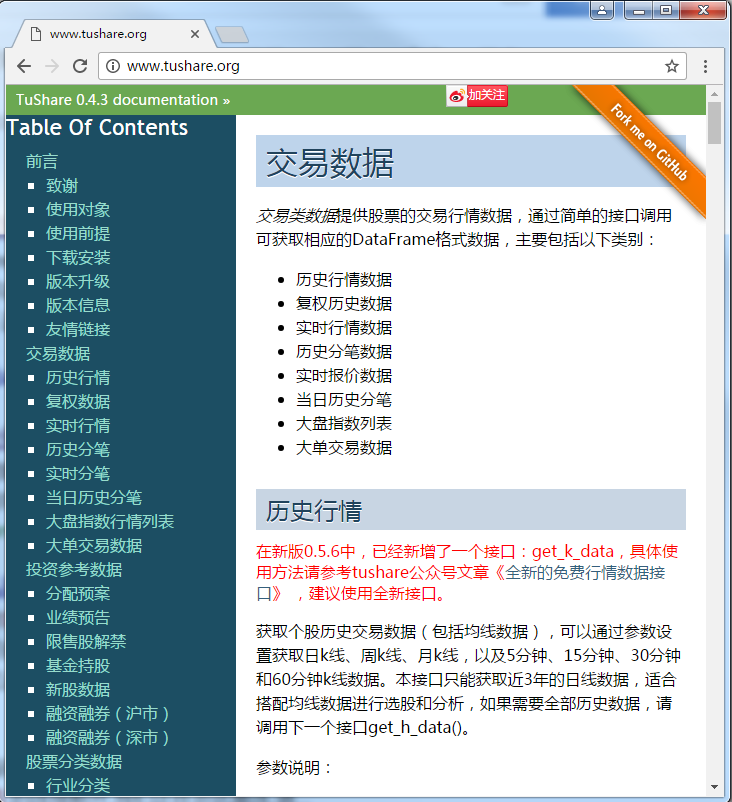 www.tushare.org
www.tushare.org
TuShare 0.4.3 documentation »
加关注
Fork me on GitHub
Table Of Contents
前言
致谢
使用对象
使用前提
下载安装
版本升级
版本信息
友情链接
交易数据
历史行情
复权数据
实时行情
历史分笔
实时分笔
当日历史分笔
大盘指数行情列表
大单交易数据
投资参考数据
分配预案
业绩预告
限售股解禁
基金持股
新股数据
融资融券（沪市）
融资融券（深市）
股票分类数据
行业分类
交易数据
交易类数据提供股票的交易行情数据，通过简单的接口调用
可获取相应的DataFrame格式数据，主要包括以下类别：
历史行情数据
复权历史数据
实时行情数据
历史分笔数据
实时报价数据
当日历史分笔
大盘指数列表
大单交易数据
历史行情
在新版0.5.6中，已经新增了一个接口：get_k_data，具体使
用方法请参考tushare公众号文章《全新的免费行情数据接
口》 ，建议使用全新接口。
获取个股历史交易数据（包括均线数据），可以通过参数设
置获取日k线、周k线、月k线，以及5分钟、15分钟、30分钟
和60分钟k线数据。本接口只能获取近3年的日线数据，适合
搭配均线数据进行选股和分析，如果需要全部历史数据，请
调用下一个接口get_h_data()。
参数说明：